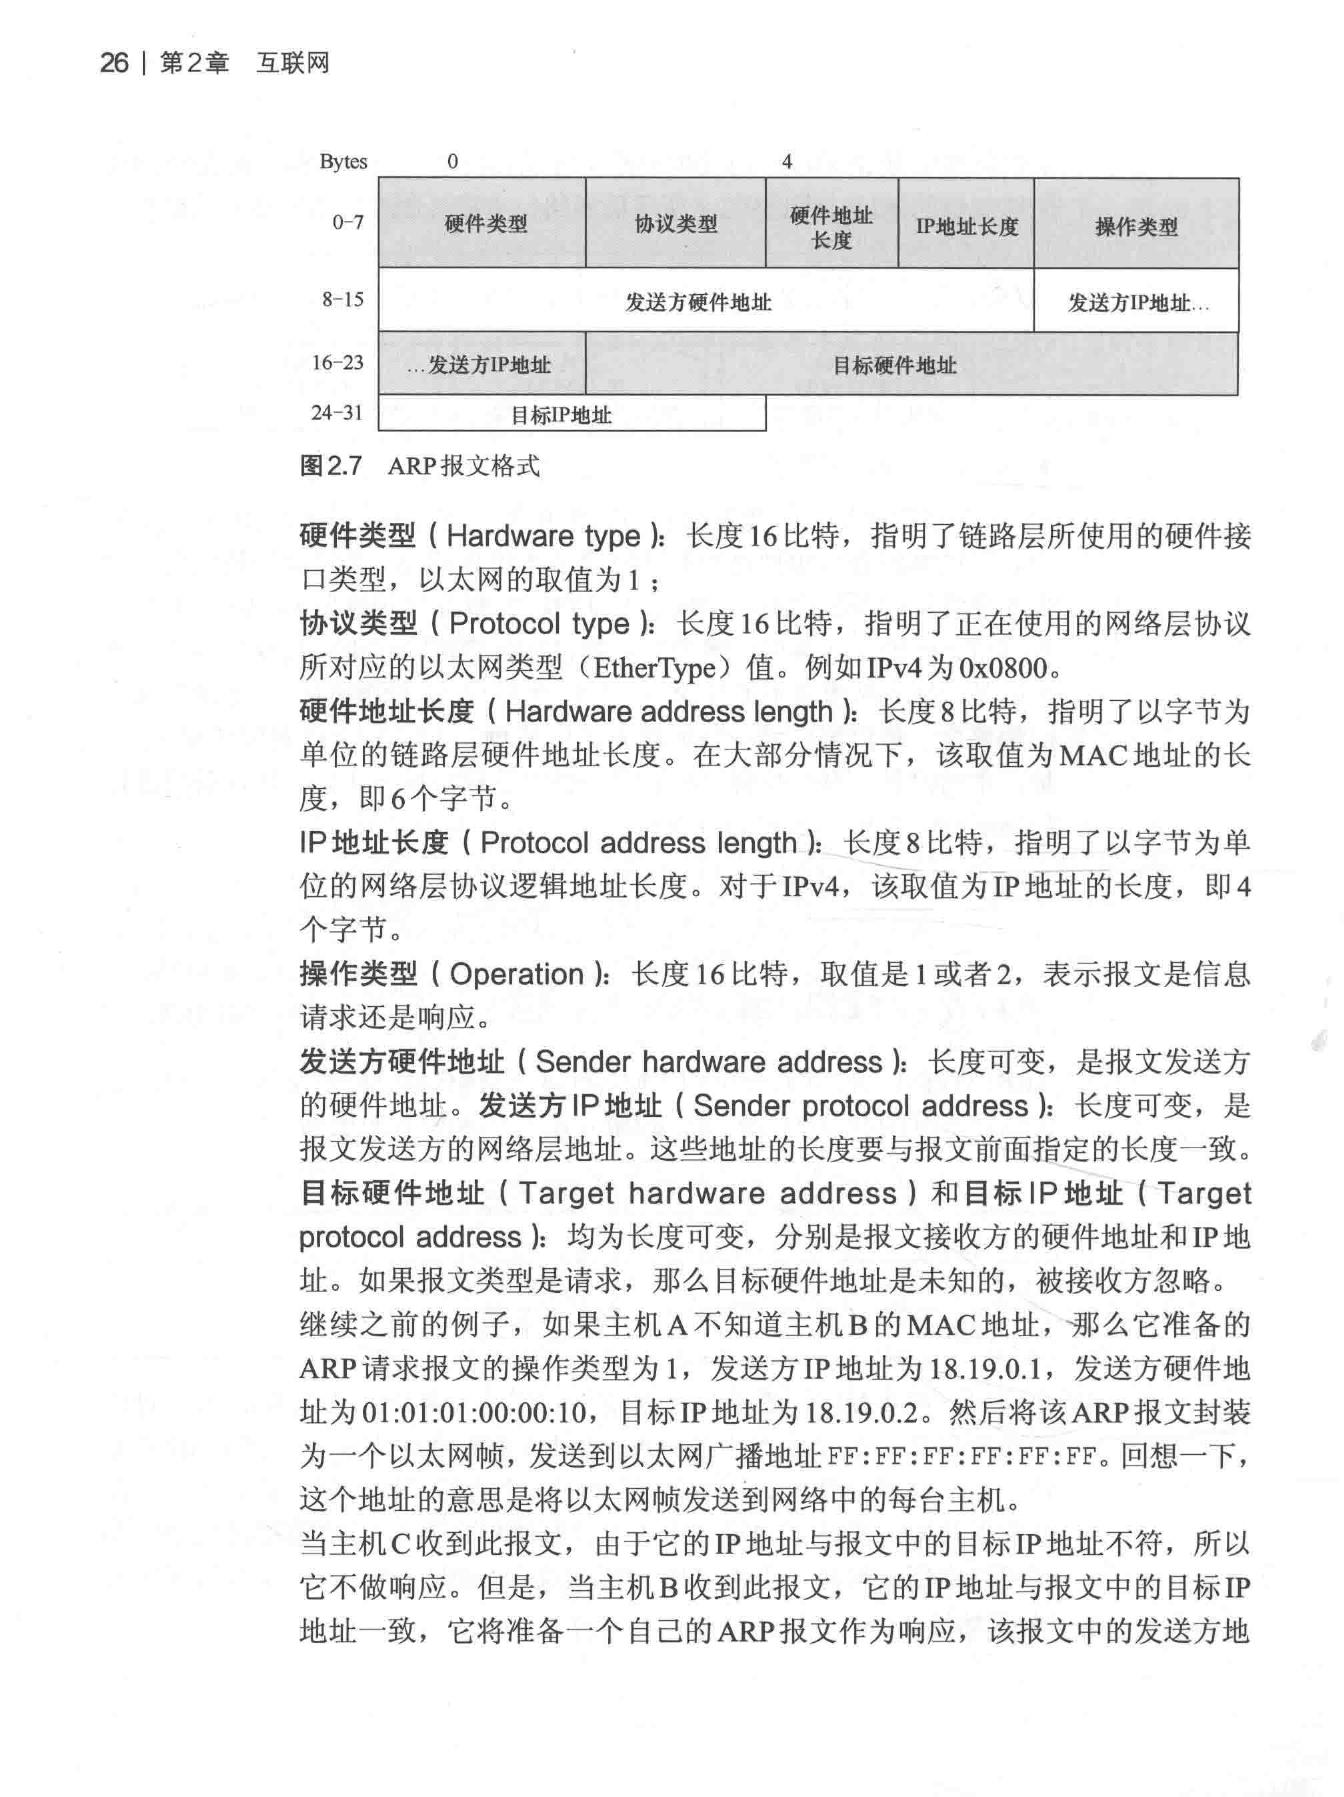 26 | 第2章 互联网
Bytes 0 4
0-7 硬件类型 协议类型 硬件地址长度 IP地址长度 操作类型
8-15 发送方硬件地址 发送方IP地址...
16-23 ...发送方IP地址 目标硬件地址
24-31 目标IP地址
图2.7 ARP报文格式
硬件类型（Hardware type）：长度16比特，指明了链路层所使用的硬件接
口类型，以太网的取值为1；
协议类型（Protocol type）：长度16比特，指明了正在使用的网络层协议
所对应的以太网类型（EtherType）值。例如IPv4为0x0800。
硬件地址长度（Hardware address length）：长度8比特，指明了以字节为
单位的链路层硬件地址长度。在大部分情况下，该取值为MAC地址的长
度，即6个字节。
IP地址长度（Protocol address length）：长度8比特，指明了以字节为单
位的网络层协议逻辑地址长度。对于IPv4，该取值为IP地址的长度，即4
个字节。
操作类型（Operation）：长度16比特，取值是1或者2，表示报文是信息
请求还是响应。
发送方硬件地址（Sender hardware address）：长度可变，是报文发送方
的硬件地址。发送方IP地址（Sender protocol address）：长度可变，是
报文发送方的网络层地址。这些地址的长度要与报文前面指定的长度一致。
目标硬件地址（Target hardware address）和目标IP地址（Target
protocol address）：均为长度可变，分别是报文接收方的硬件地址和IP地
址。如果报文类型是请求，那么目标硬件地址是未知的，被接收方忽略。
继续之前的例子，如果主机A不知道主机B的MAC地址，那么它准备的
ARP请求报文的操作类型为1，发送方IP地址为18.19.0.1，发送方硬件地
址为01:01:01:00:00:10，目标IP地址为18.19.0.2。然后将该ARP报文封装
为一个以太网帧，发送到以太网广播地址FF:FF:FF:FF:FF:FF。回想一下，
这个地址的意思是将以太网帧发送到网络中的每台主机。
当主机C收到此报文，由于它的IP地址与报文中的目标IP地址不符，所以
它不做响应。但是，当主机B收到此报文，它的IP地址与报文中的目标IP
地址一致，它将准备一个自己的ARP报文作为响应，该报文中的发送方地